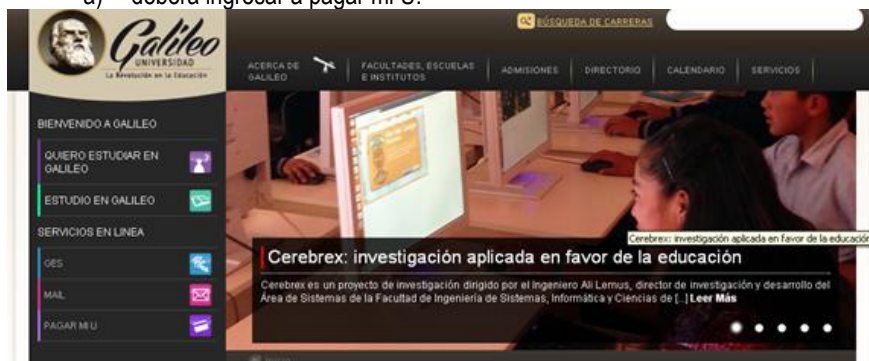 a) deberá ingresar a pagar mi U.
BÚSQUEDA DE CARRERAS
Galileo
UNIVERSIDAD
La Revolución en la Educación
ACERCA DE
GALILEO
FACULTADES, ESCUELAS
E INSTITUTOS
ADMISIONES
DIRECTORIO
CALENDARIO
SERVICIOS
BIENVENIDO A GALILEO
QUIERO ESTUDIAR EN
GALILEO
ESTUDIO EN GALILEO
SERVICIOS EN LINEA
GES
MAIL
PAGAR MI U
Cerebrex: investigación aplicada en favor de la educación
Cerebrex: investigación aplicada en favor de la educación
Cerebrex es un proyecto de investigación dirigido por el Ingeniero Ali Lemus, director de investigación y desarrollo del
Área de Sistemas de la Facultad de Ingeniería de Sistemas, Informática y Ciencias de [...] Leer Más